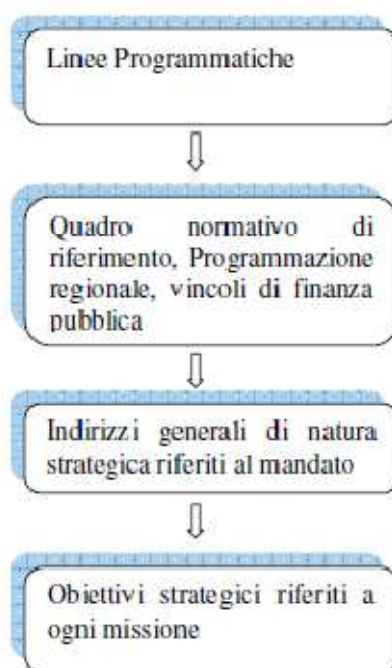 Linee Programmatiche
Quadro normativo di
riferimento, Programmazione
regionale, vincoli di finanza
pubblica
Indirizzi generali di natura
strategica riferiti al mandato
Obiettivi strategici riferiti a
ogni missione